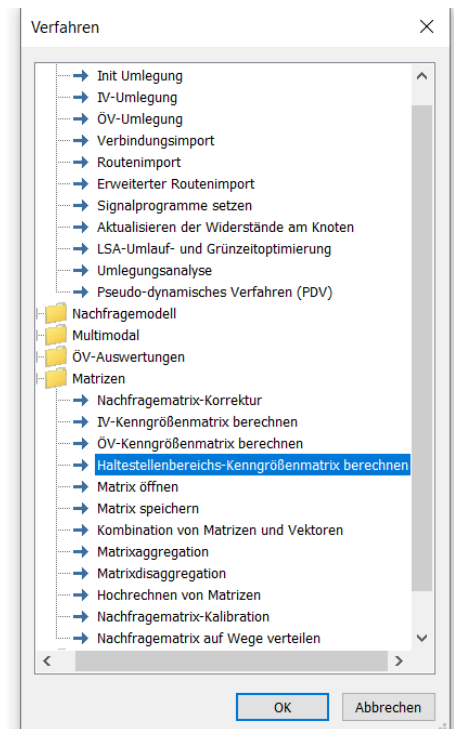 Verfahren
Init Umlegung
IV-Umlegung
ÖV-Umlegung
Verbindungsimport
Routenimport
Erweiterter Routenimport
Signalprogramme setzen
Aktualisieren der Widerstände am Knoten
LSA-Umlauf- und Grünzeitoptimierung
Umlegungsanalyse
Pseudo-dynamisches Verfahren (PDV)
Nachfragemodell
Multimodal
ÖV-Auswertungen
Matrizen
Nachfragematrix-Korrektur
IV-Kenngrößenmatrix berechnen
ÖV-Kenngrößenmatrix berechnen
Haltestellenbereichs-Kenngrößenmatrix berechnen
Matrix öffnen
Matrix speichern
Kombination von Matrizen und Vektoren
Matrixaggregation
Matrixdisaggregation
Hochrechnen von Matrizen
Nachfragematrix-Kalibration
Nachfragematrix auf Wege verteilen
OK Abbrechen